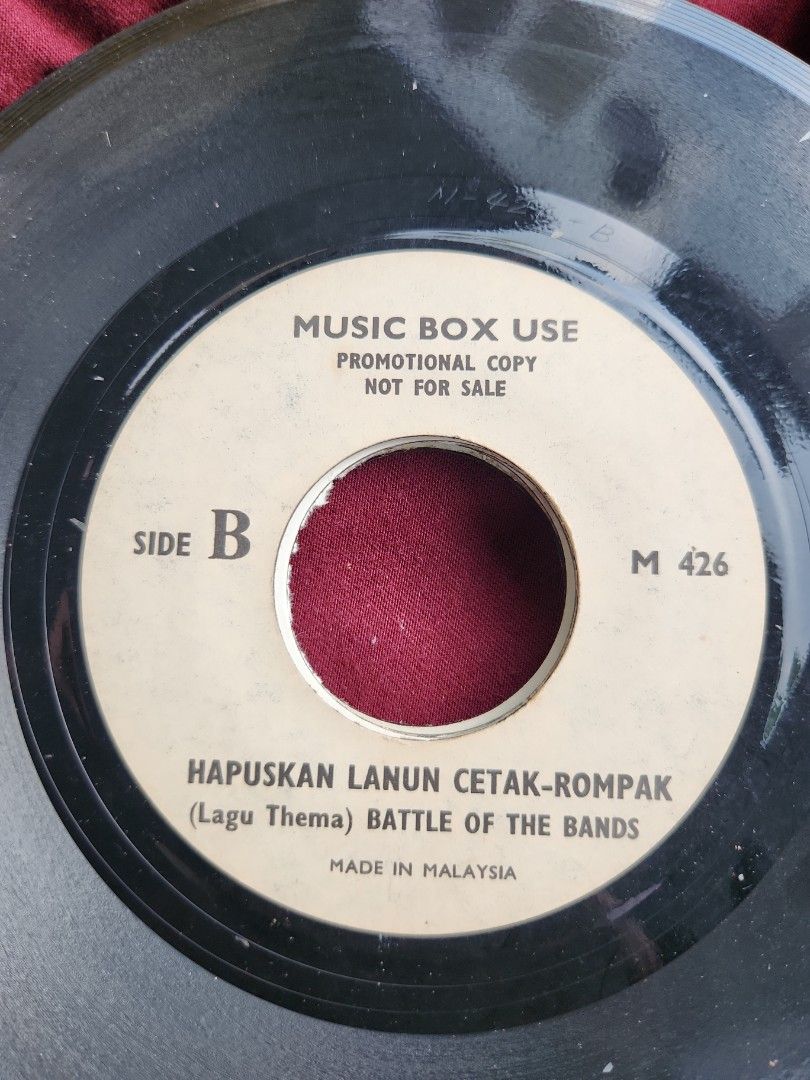 MUSIC BOX USE
PROMOTIONAL COPY
NOT FOR SALE
SIDE B
M 426
HAPUSKAN LANUN CETAK-ROMPAK
(Lagu Thema) BATTLE OF THE BANDS
MADE IN MALAYSIA